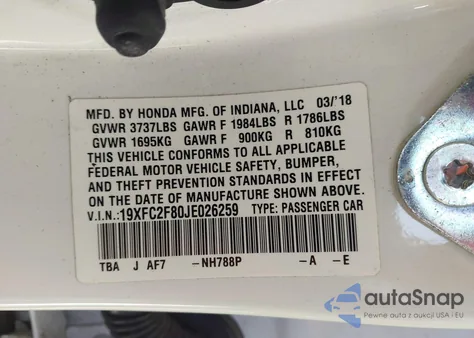 MFD. BY HONDA MFG. OF INDIANA, LLC 03/'18
GVWR 3737LBS GAWR F 1984LBS R 1786LBS
GVWR 1695KG GAWR F 900KG R 810KG
THIS VEHICLE CONFORMS TO ALL APPLICABLE
FEDERAL MOTOR VEHICLE SAFETY, BUMPER,
AND THEFT PREVENTION STANDARDS IN EFFECT
ON THE DATE OF MANUFACTURE SHOWN ABOVE.
V.I.N.:19XFC2F80JE026259 TYPE: PASSENGER CAR
TBA J AF7 -NH788P -A -E
autoSnap
Pewne auta z aukcji USA i EU